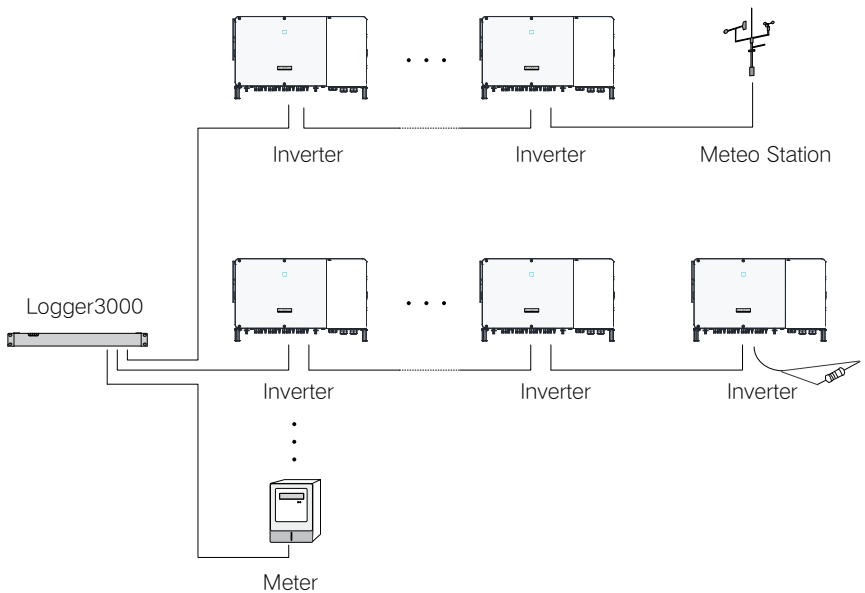 Inverter
Inverter
Meteo Station
Logger3000
Inverter
Inverter
Inverter
Meter